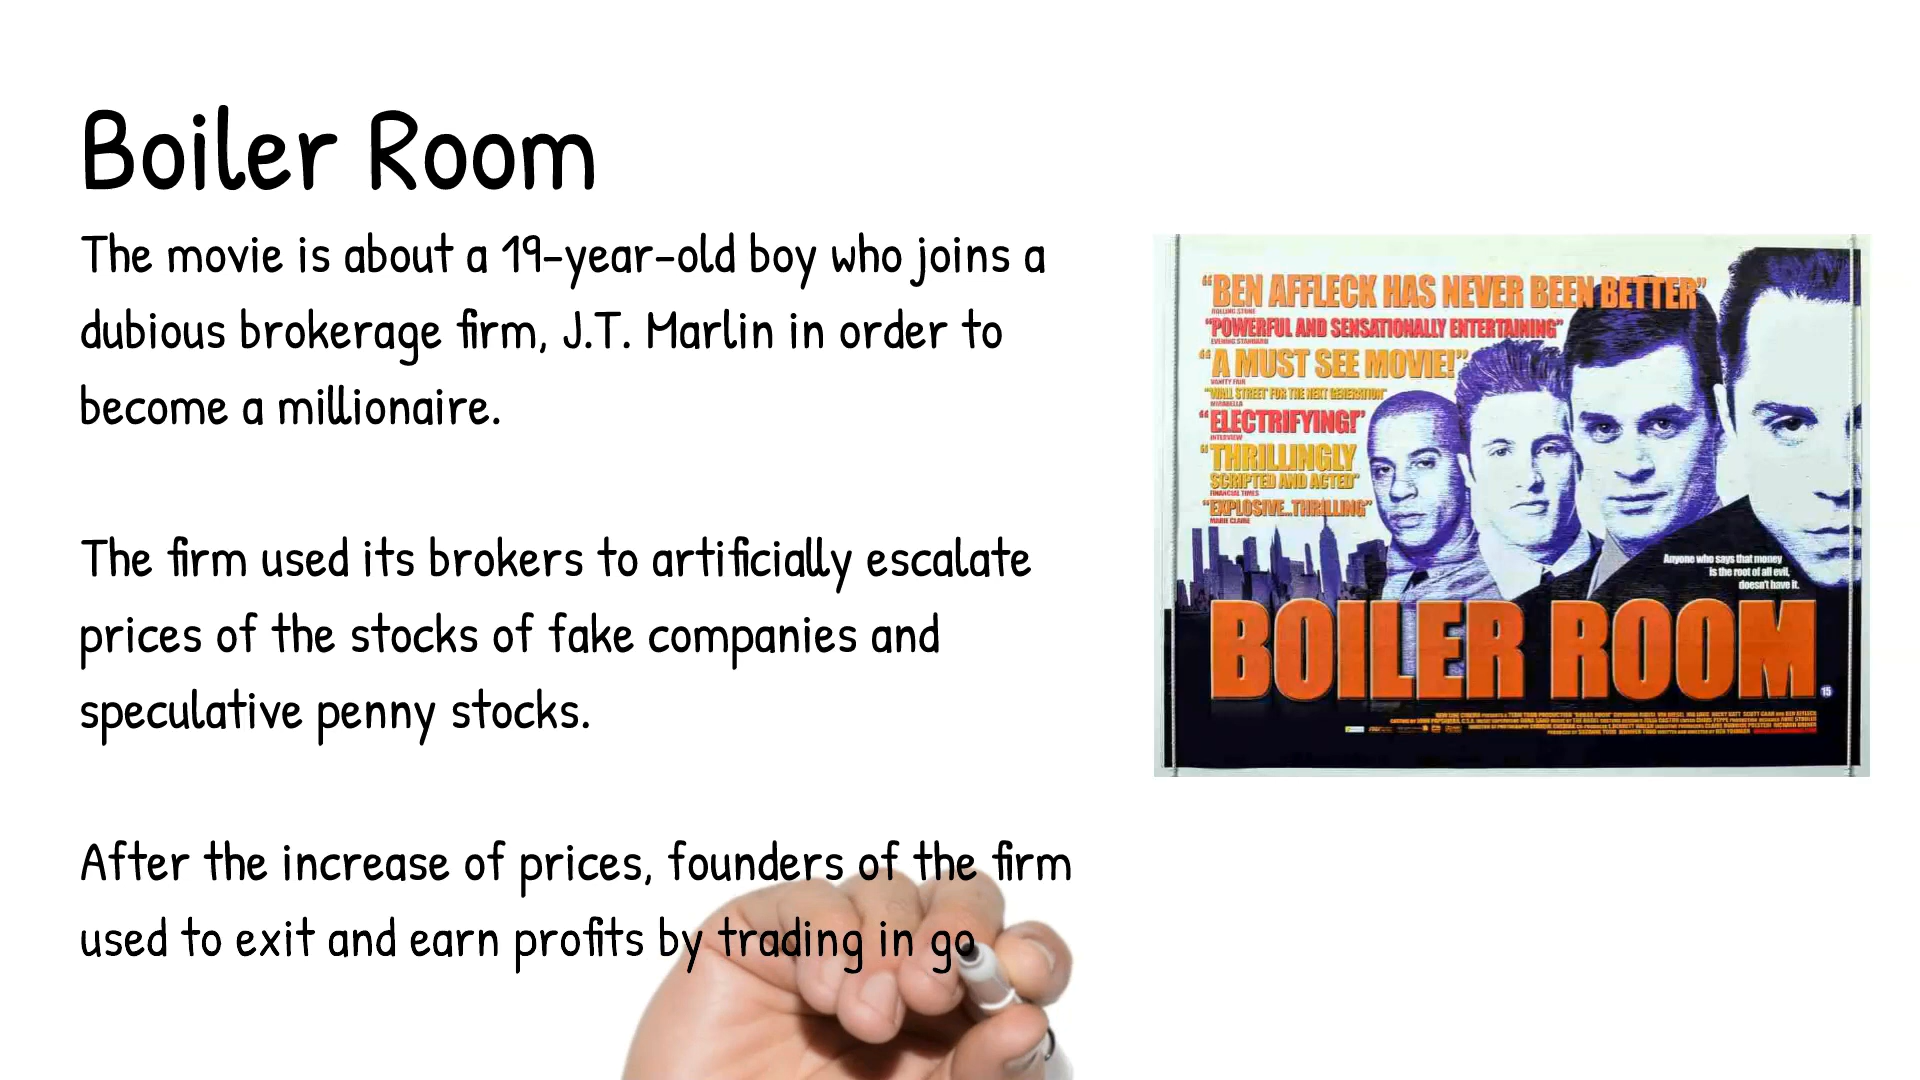 Boiler Room
The movie is about a 19-year-old boy who joins a
dubious brokerage firm, J.T. Marlin in order to
become a millionaire.
The firm used its brokers to artificially escalate
prices of the stocks of fake companies and
speculative penny stocks.
After the increase of prices, founders of the firm
used to exit and earn profits by trading in go
"BEN AFFLECK HAS NEVER BEEN BETTER"
ROLLING STONE
"POWERFUL AND SENSATIONALLY ENTERTAINING"
EVENING STANDARD
"A MUST SEE MOVIE!"
VANITY FAIR
"WALL STREET FOR THE NEXT GENERATION"
MIRABELLA
"ELECTRIFYING!"
INTERVIEW
"THRILLINGLY
SCRIPTED AND ACTED"
FINANCIAL TIMES
"EXPLOSIVE...THRILLING"
MARIE CLAIRE
Anyone who says that money
is the root of all evil,
doesn't have it.
BOILER ROOM
15